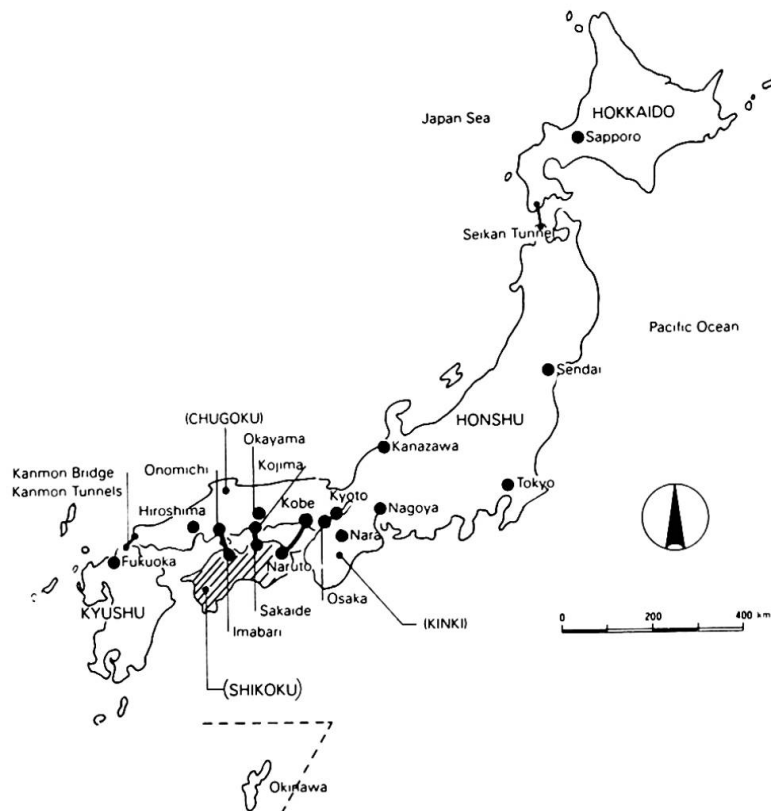 HOKKAIDO
Japan Sea
Sapporo
Seikan Tunnel
Pacific Ocean
Sendai
(CHUGOKU)
HONSHU
Okayama
Kanazawa
Onomichi
Kojima
Kanmon Bridge
Kanmon Tunnels
Tokyo
Kobe
Kyoto
Nagoya
Hiroshima
Nara
Fukuoka
Naruto
KYUSHU
Sakaide
Osaka
(KINKI)
Imabari
0 200 400 km
(SHIKOKU)
Okinawa